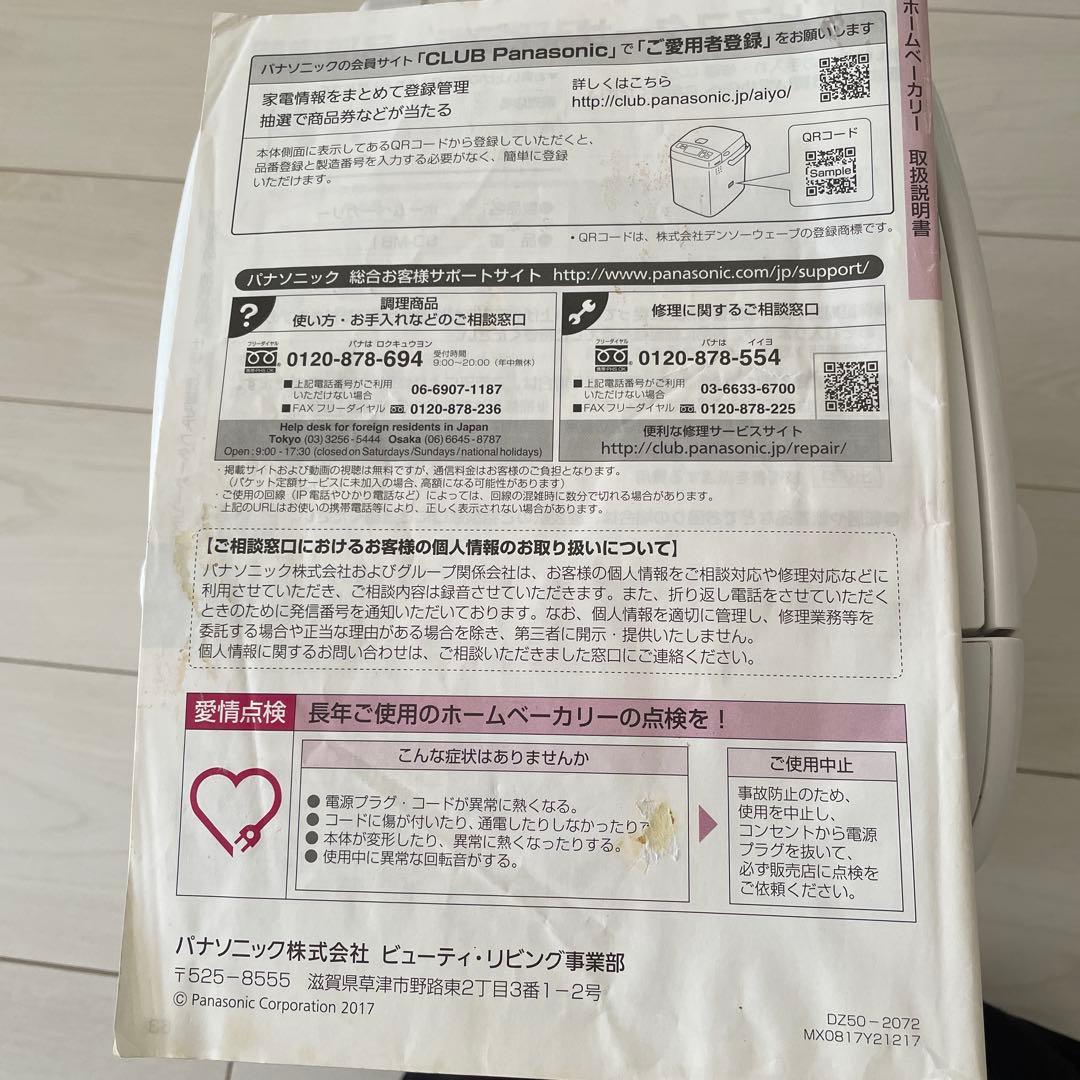 パナソニックの会員サイト「CLUB Panasonic」で「ご愛用者登録」をお願いします
家電情報をまとめて登録管理
抽選で商品券などが当たる
詳しくはこちら
http://club.panasonic.jp/aiyo/
本体側面に表示してあるQRコードから登録していただくと、
品番登録と製造番号を入力する必要がなく、簡単に登録
いただけます。
QRコード
Sample
・QRコードは、株式会社デンソーウェーブの登録商標です。
ホームベーカリー 取扱説明書
パナソニック 総合お客様サポートサイト http://www.panasonic.com/jp/support/
?
調理商品
使い方・お手入れなどのご相談窓口
フリーダイヤル
パナは ロクキュウヨン
0120-878-694
携帯・PHS OK
受付時間
9:00~20:00(年中無休)
■上記電話番号がご利用
いただけない場合
06-6907-1187
■FAX フリーダイヤル 0120-878-236
Help desk for foreign residents in Japan
Tokyo (03) 3256-5444 Osaka (06) 6645-8787
Open : 9:00 - 17:30 (closed on Saturdays /Sundays / national holidays)
修理に関するご相談窓口
フリーダイヤル
パナは イイヨ
0120-878-554
携帯・PHS OK
■上記電話番号がご利用
いただけない場合
03-6633-6700
■FAX フリーダイヤル 0120-878-225
便利な修理サービスサイト
http://club.panasonic.jp/repair/
・掲載サイトおよび動画の視聴は無料ですが、通信料金はお客様のご負担となります。
(パケット定額サービスに未加入の場合、高額になる可能性があります)
・ご使用の回線(IP電話やひかり電話など)によっては、回線の混雑時に数分で切れる場合があります。
・上記のURLはお使いの携帯電話等により、正しく表示されない場合があります。
【ご相談窓口におけるお客様の個人情報のお取り扱いについて】
パナソニック株式会社およびグループ関係会社は、お客様の個人情報をご相談対応や修理対応などに
利用させていただき、ご相談内容は録音させていただきます。また、折り返し電話をさせていただく
ときのために発信番号を通知いただいております。なお、個人情報を適切に管理し、修理業務等を
委託する場合や正当な理由がある場合を除き、第三者に開示・提供いたしません。
個人情報に関するお問い合わせは、ご相談いただきました窓口にご連絡ください。
愛情点検
長年ご使用のホームベーカリーの点検を!
こんな症状はありませんか
● 電源プラグ・コードが異常に熱くなる。
● コードに傷が付いたり、通電したりしなかったり
● 本体が変形したり、異常に熱くなったりする。
● 使用中に異常な回転音がする。
ご使用中止
事故防止のため、
使用を中止し、
コンセントから電源
プラグを抜いて、
必ず販売店に点検を
ご依頼ください。
パナソニック株式会社 ビューティ・リビング事業部
〒525-8555 滋賀県草津市野路東2丁目3番1-2号
© Panasonic Corporation 2017
DZ50-2072
MX0817Y21217